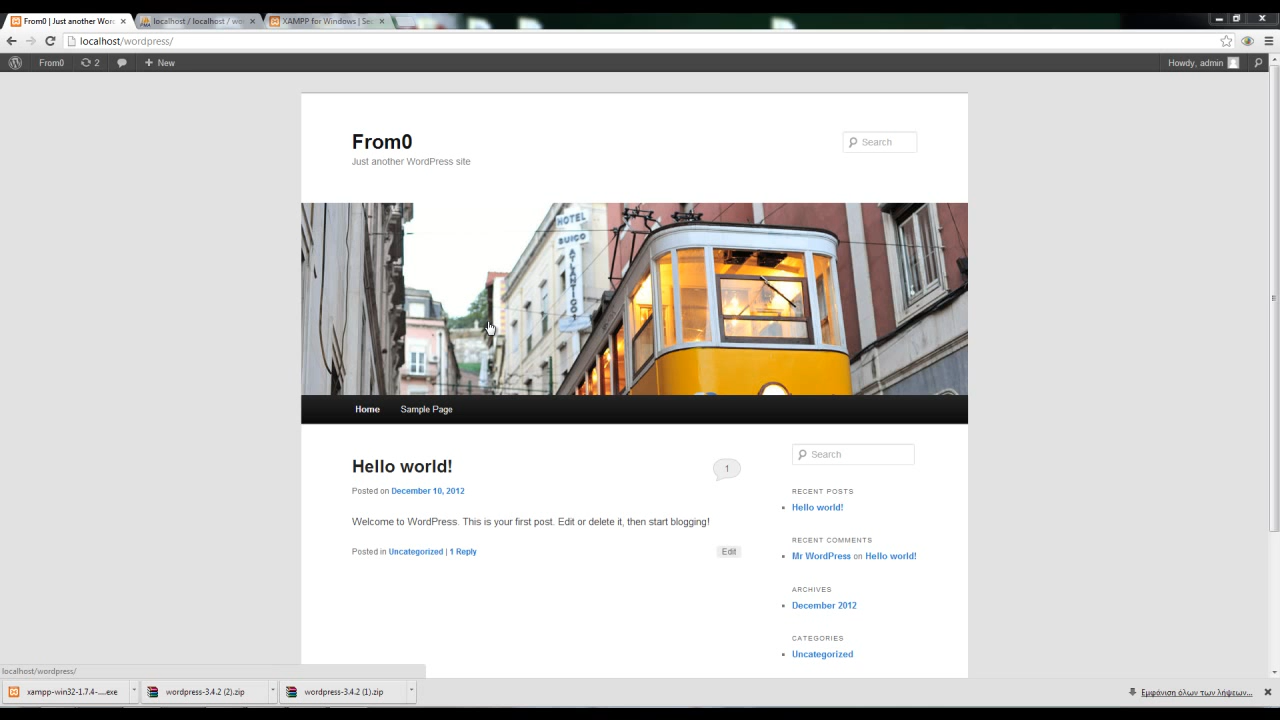 From0 | Just another Worc
localhost / localhost / wor
XAMPP for Windows | Sec
localhost/wordpress/
From0
2
New
Howdy, admin
From0
Search
Just another WordPress site
HOTEL
SUIÇO
ATLANTICO
Home
Sample Page
Hello world!
1
Posted on December 10, 2012
Welcome to WordPress. This is your first post. Edit or delete it, then start blogging!
Posted in Uncategorized | 1 Reply
Edit
Search
RECENT POSTS
Hello world!
RECENT COMMENTS
Mr WordPress on Hello world!
ARCHIVES
December 2012
CATEGORIES
Uncategorized
localhost/wordpress/
xampp-win32-1.7.4-....exe
wordpress-3.4.2 (2).zip
wordpress-3.4.2 (1).zip
Εμφάνιση όλων των λήψεων...